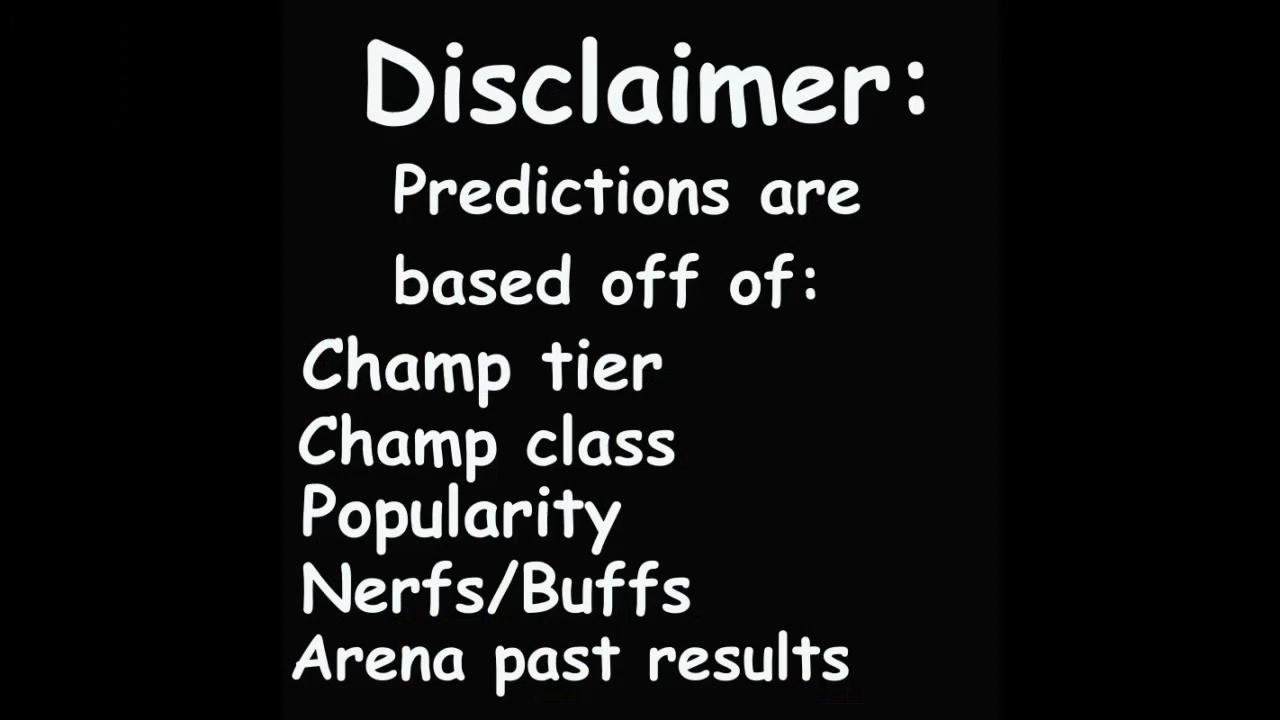 Disclaimer:
Predictions are
based off of:
Champ tier
Champ class
Popularity
Nerfs/Buffs
Arena past results